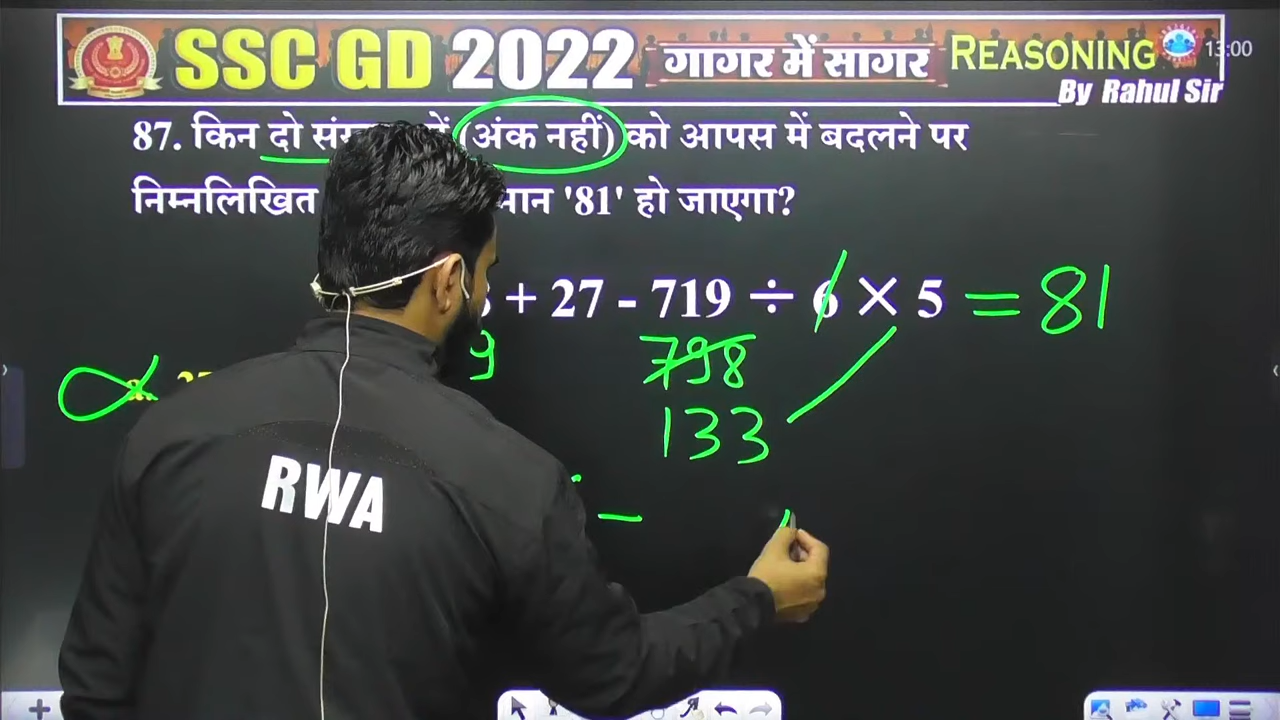 SSC GD 2022 गागर में सागर REASONING
13:00
By Rahul Sir
87. किन दो (अंक नहीं) को आपस में बदलने पर
निम्नलिखित मान '81' हो जाएगा?
+ 27 - 719 ÷ 6 × 5 = 81
9 798
133
RWA
-